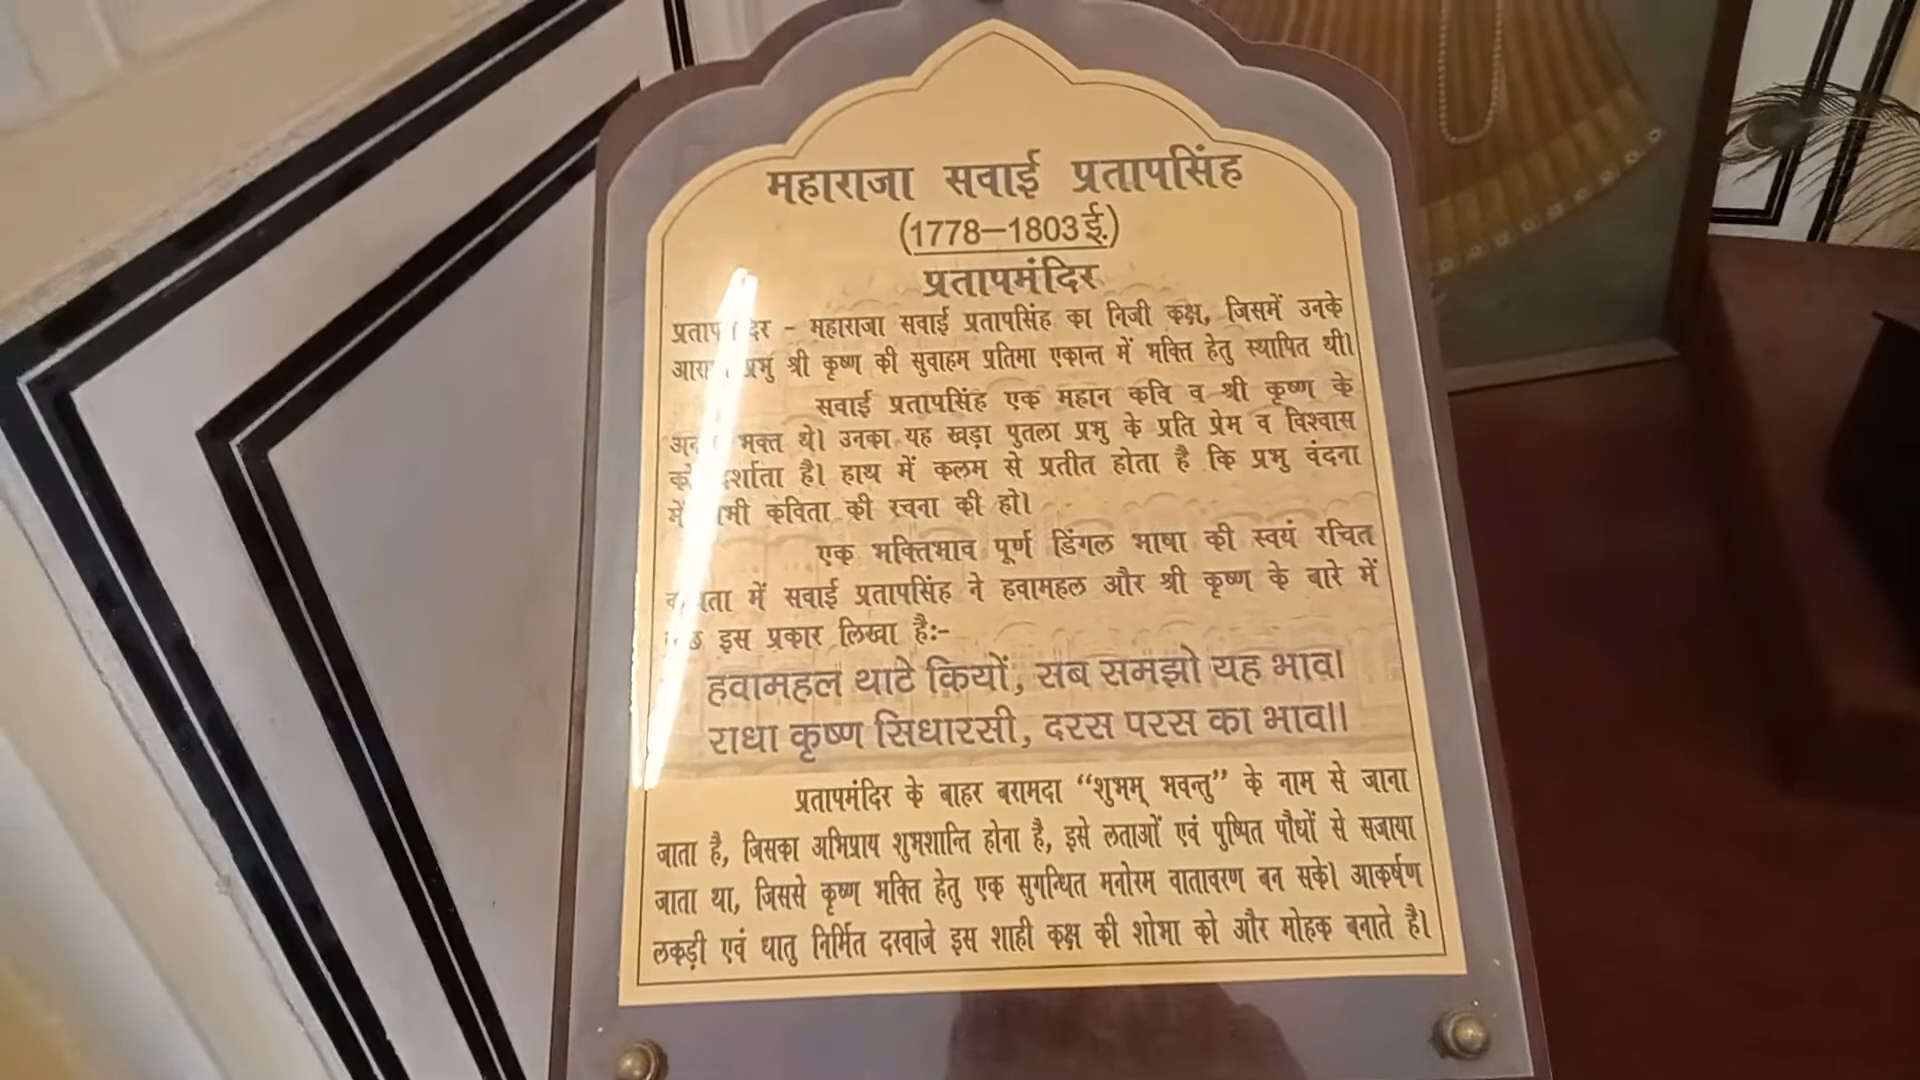 महाराजा सवाई प्रतापसिंह
(1778–1803 ई.)
प्रतापमंदिर
महाराजा सवाई प्रतापसिंह का निजी कक्ष, जिसमें उनके
प्रभु श्री कृष्ण की सुवाहम प्रतिमा एकान्त में भक्ति हेतु स्थापित थी।
सवाई प्रतापसिंह एक महान कवि व श्री कृष्ण के
भक्त थे। उनका यह खड़ा पुतला प्रभु के प्रति प्रेम व विश्वास
है। हाथ में कलम से प्रतीत होता है कि प्रभु वंदना
कविता की रचना की हो।
एक भक्तिभाव पूर्ण डिंगल भाषा की स्वयं रचित
में सवाई प्रतापसिंह ने हवामहल और श्री कृष्ण के बारे में
इस प्रकार लिखा है:–
हवामहल थाटे कियों, सब समझो यह भाव।
राधा कृष्ण सिधारसी, दरस परस का भाव।।
प्रतापमंदिर के बाहर बरामदा “शुभम् भवन्तु” के नाम से जाना
जाता है, जिसका अभिप्राय शुभशान्ति होना है, इसे लताओं एवं पुष्पित पौधों से सजाया
जाता था, जिससे कृष्ण भक्ति हेतु एक सुगन्धित मनोरम वातावरण बन सके। आकर्षण
लकड़ी एवं धातु निर्मित दरवाजे इस शाही कक्ष की शोभा को और मोहक बनाते है।